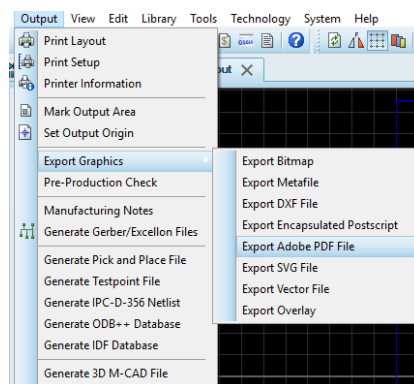 Output View Edit Library Tools Technology System Help
Print Layout
Print Setup
Printer Information
Mark Output Area
Set Output Origin
Export Graphics
Pre-Production Check
Manufacturing Notes
Generate Gerber/Excellon Files
Generate Pick and Place File
Generate Testpoint File
Generate IPC-D-356 Netlist
Generate ODB++ Database
Generate IDF Database
Generate 3D M-CAD File
Export Bitmap
Export Metafile
Export DXF File
Export Encapsulated Postscript
Export Adobe PDF File
Export SVG File
Export Vector File
Export Overlay